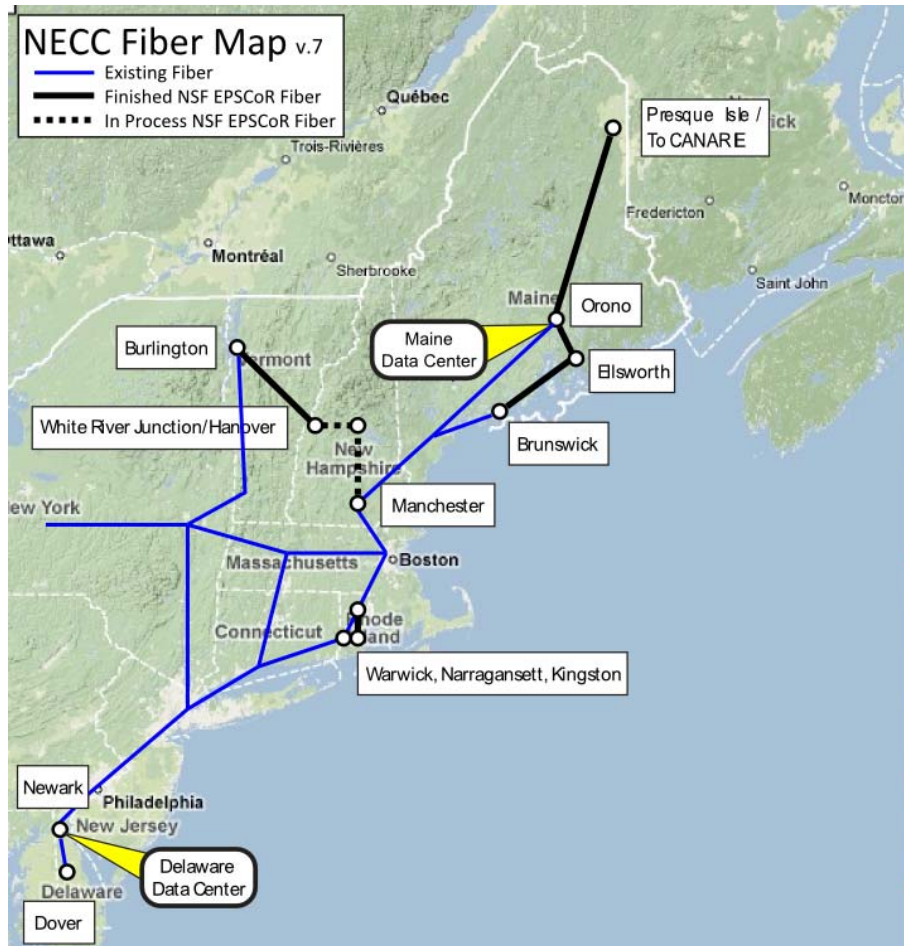 NECC Fiber Map v.7
Existing Fiber
Finished NSF EPSCoR Fiber
In Process NSF EPSCoR Fiber
Québec
Trois-Rivières
Presque Isle /
To CANARIE
Moncton
Fredericton
Ottawa
Montréal
Sherbrooke
Saint John
Maine
Orono
Burlington
Vermont
Maine
Data Center
Ellsworth
White River Junction/Hanover
Brunswick
New
Hampshire
New York
Manchester
Massachusetts
Boston
Connecticut
Rhode
Island
Warwick, Narragansett, Kingston
Newark
Philadelphia
New Jersey
Delaware
Data Center
Delaware
Dover